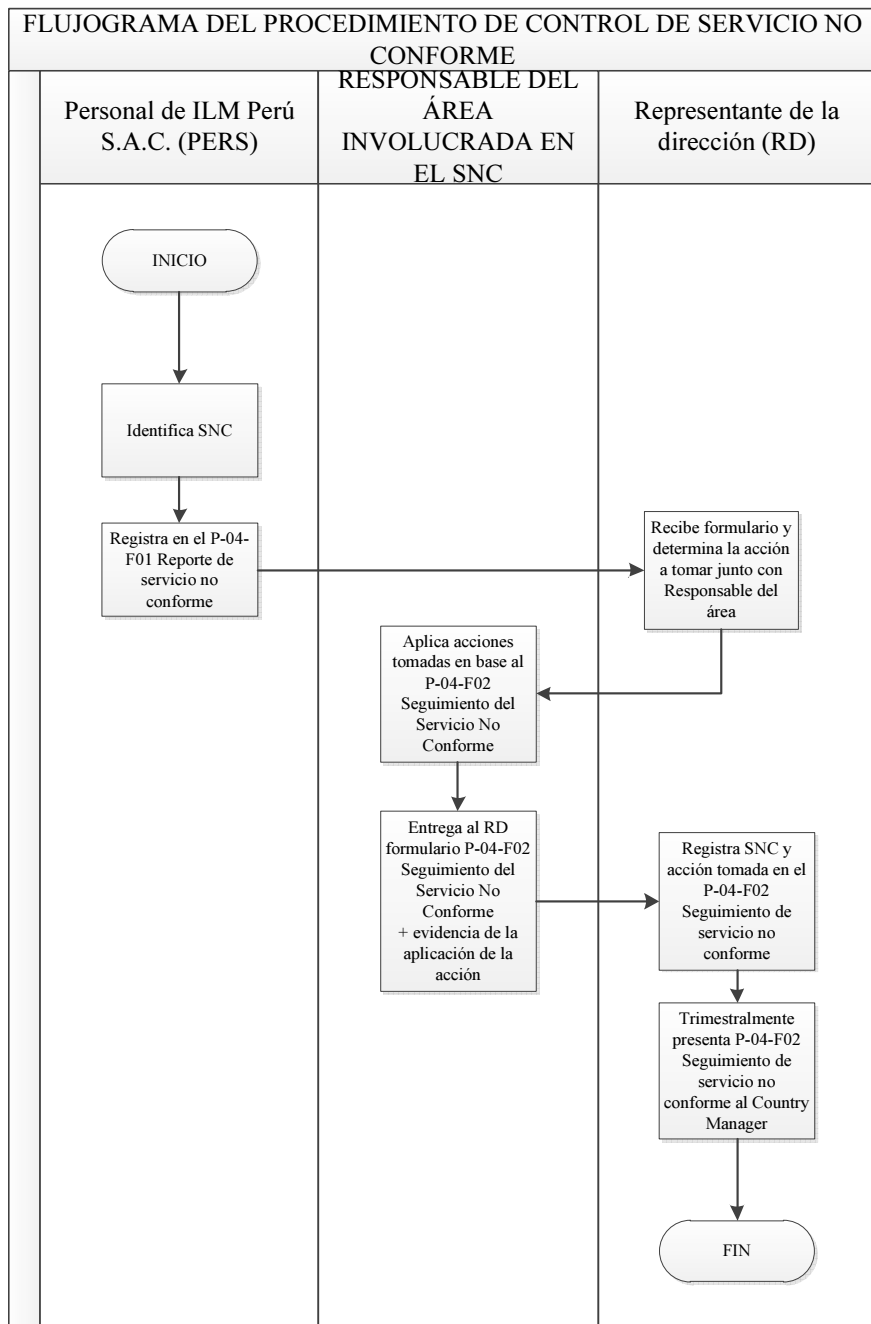 FLUJOGRAMA DEL PROCEDIMIENTO DE CONTROL DE SERVICIO NO
CONFORME
Personal de ILM Perú
S.A.C. (PERS)
RESPONSABLE DEL
ÁREA
INVOLUCRADA EN
EL SNC
Representante de la
dirección (RD)
INICIO
Identifica SNC
Registra en el P-04-
F01 Reporte de
servicio no
conforme
Recibe formulario y
determina la acción
a tomar junto con
Responsable del
área
Aplica acciones
tomadas en base al
P-04-F02
Seguimiento del
Servicio No
Conforme
Entrega al RD
formulario P-04-F02
Seguimiento del
Servicio No
Conforme
+ evidencia de la
aplicación de la
acción
Registra SNC y
acción tomada en el
P-04-F02
Seguimiento de
servicio no
conforme
Trimestralmente
presenta P-04-F02
Seguimiento de
servicio no
conforme al Country
Manager
FIN